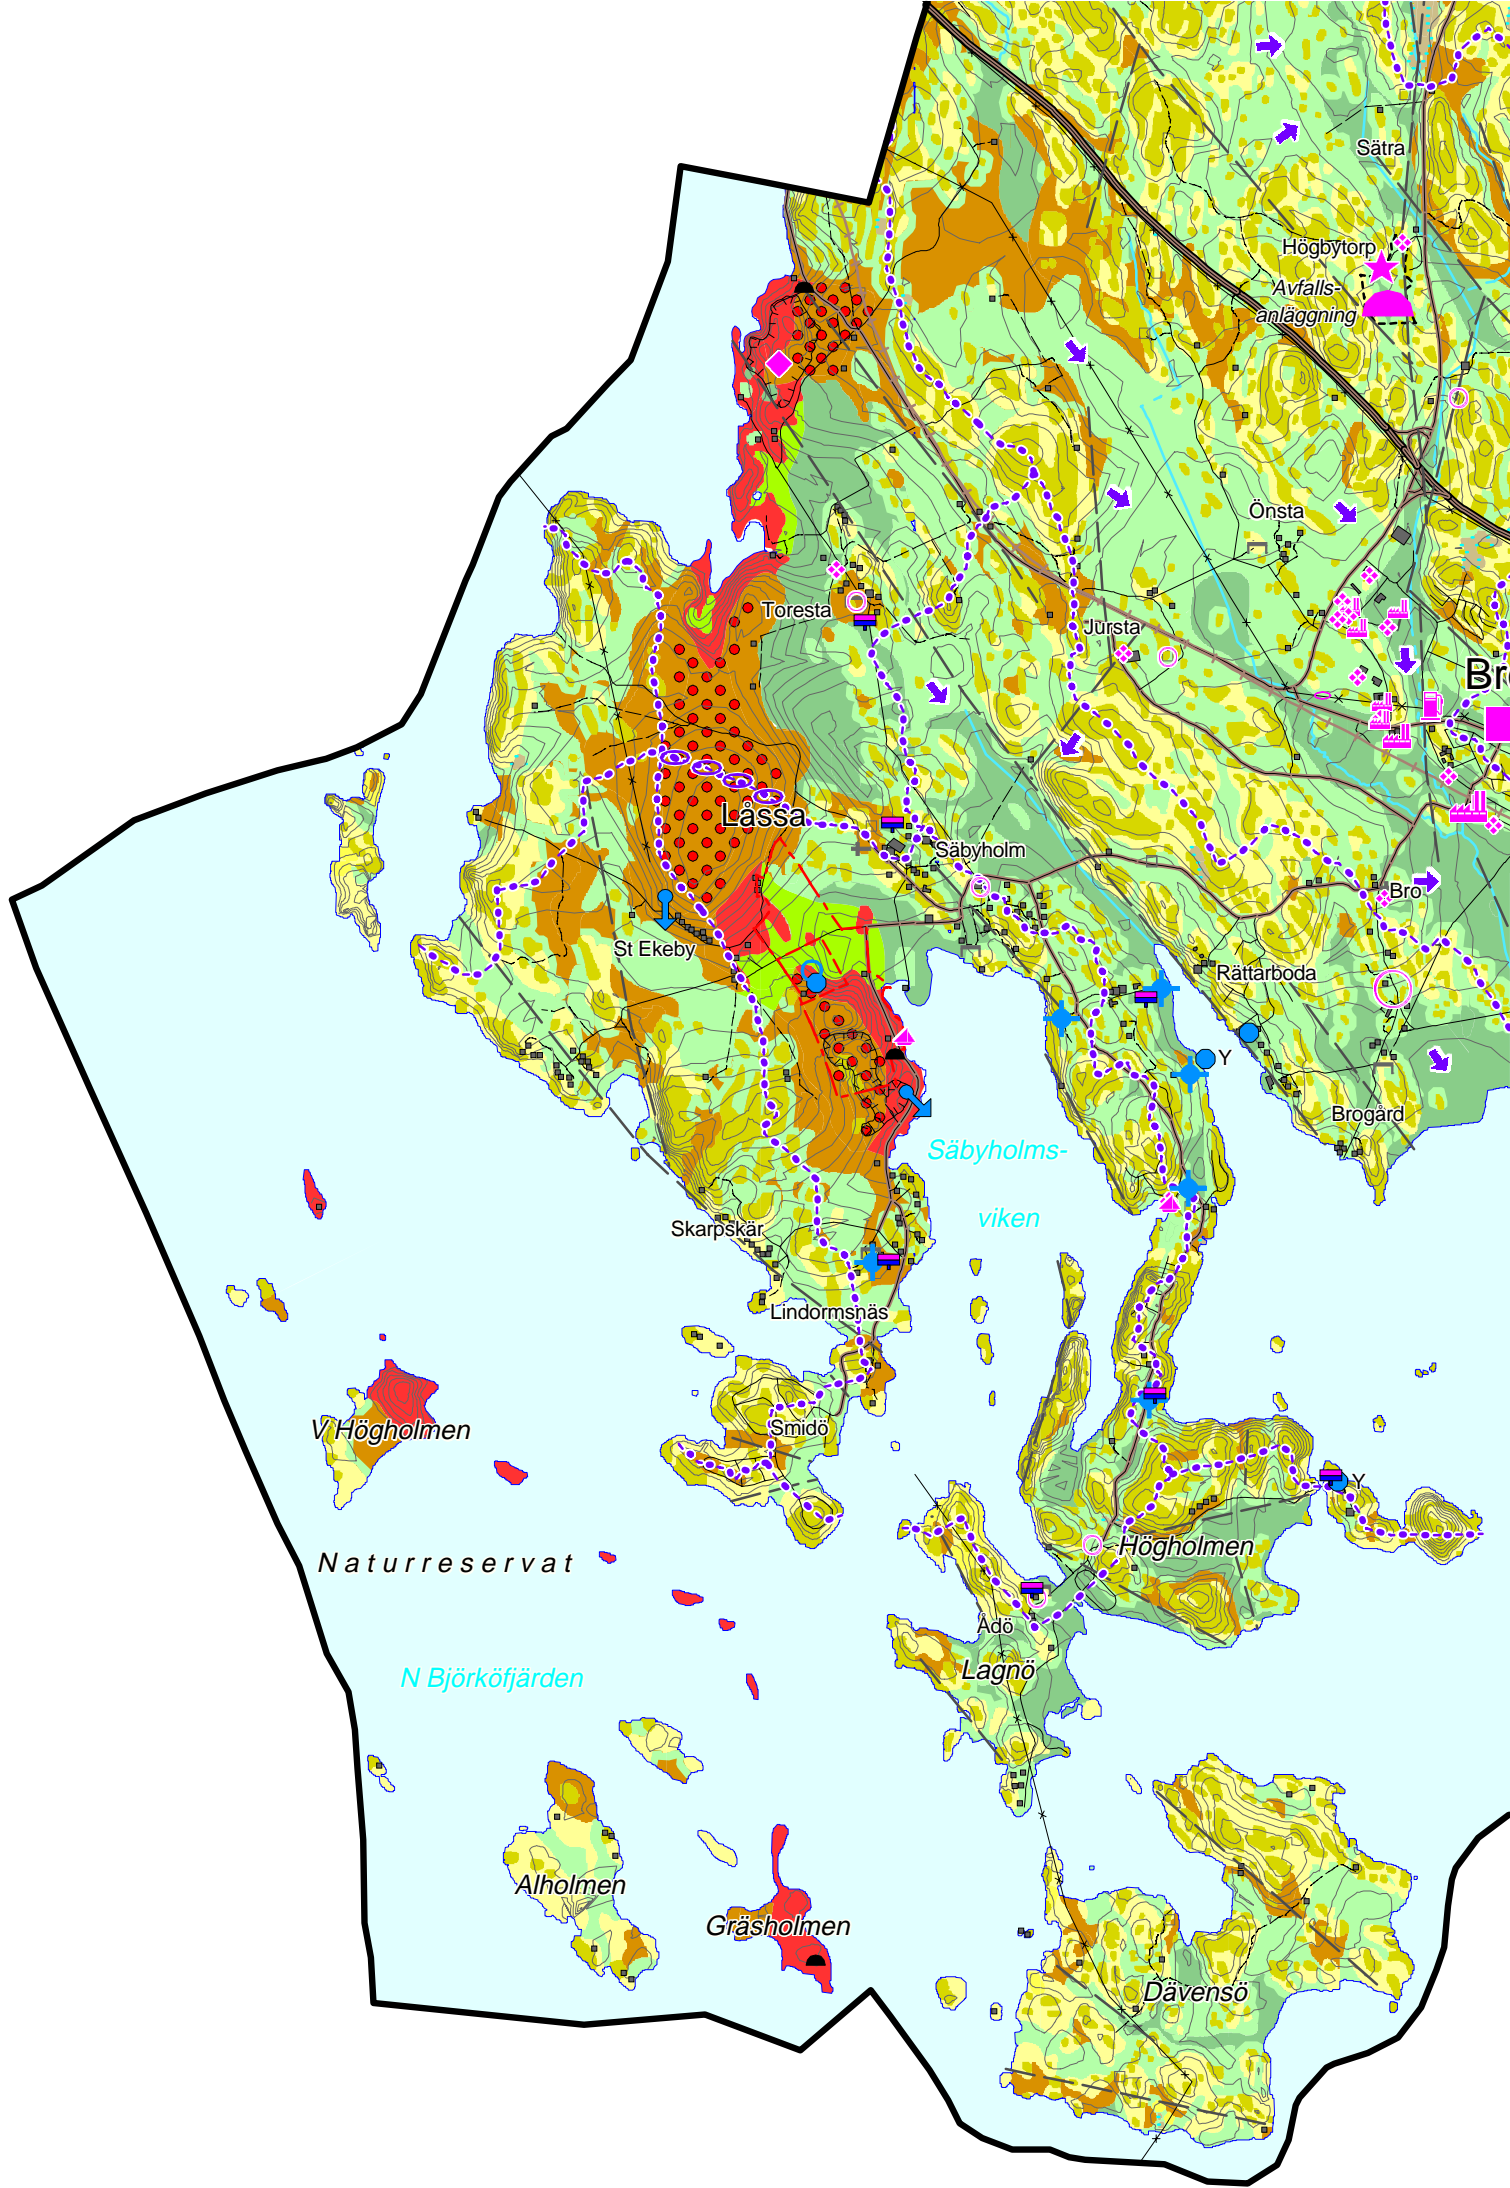 Sätra
Högbytorp
Avfalls-
anläggning
Önsta
Toresta
Jursta
Bro
Låssa
Säbyholm
Bro
St Ekeby
Rättarboda
Y
Brogård
Säbyholms-
viken
Skarpskär
Lindormsnäs
V Högholmen
Smidö
Y
Högholmen
Naturreservat
Ådö
Lagnö
N Björköfjärden
Alholmen
Gräsholmen
Dävensö